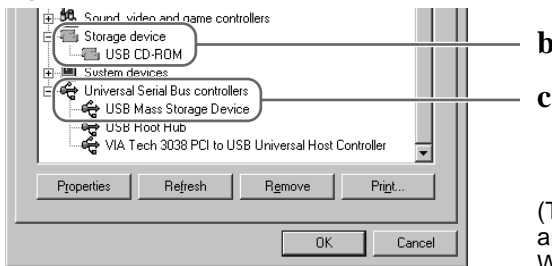 Sound, video and game controllers
Storage device
b
USB CD-ROM
System devices
Universal Serial Bus controllers
c
USB Mass Storage Device
USB Root Hub
VIA Tech 3038 PCI to USB Universal Host Controller
Properties Refresh Remove Print...
(T
a
OK Cancel
W